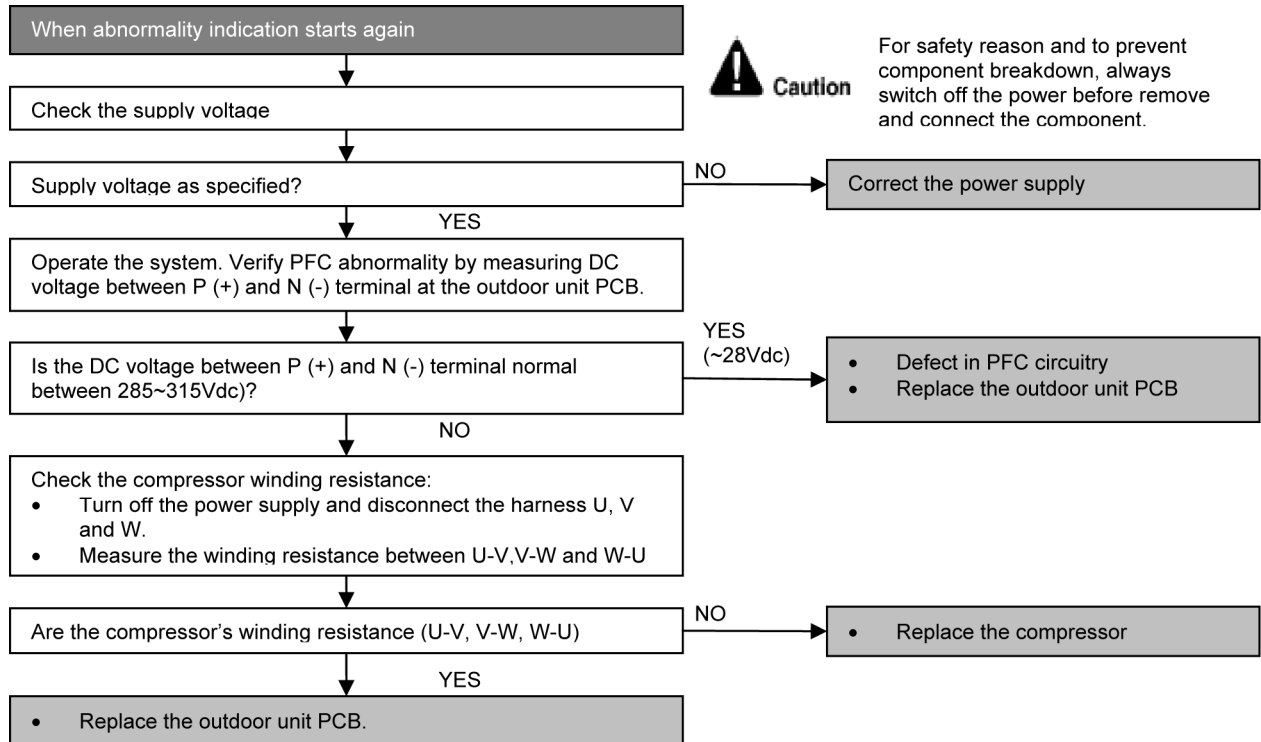 When abnormality indication starts again
Caution
For safety reason and to prevent
component breakdown, always
switch off the power before remove
and connect the component.
Check the supply voltage
Supply voltage as specified?
NO
Correct the power supply
YES
Operate the system. Verify PFC abnormality by measuring DC
voltage between P (+) and N (-) terminal at the outdoor unit PCB.
Is the DC voltage between P (+) and N (-) terminal normal
between 285~315Vdc)?
YES
(~28Vdc)
• Defect in PFC circuitry
• Replace the outdoor unit PCB
NO
Check the compressor winding resistance:
• Turn off the power supply and disconnect the harness U, V
and W.
• Measure the winding resistance between U-V,V-W and W-U
Are the compressor's winding resistance (U-V, V-W, W-U)
NO
• Replace the compressor
YES
• Replace the outdoor unit PCB.